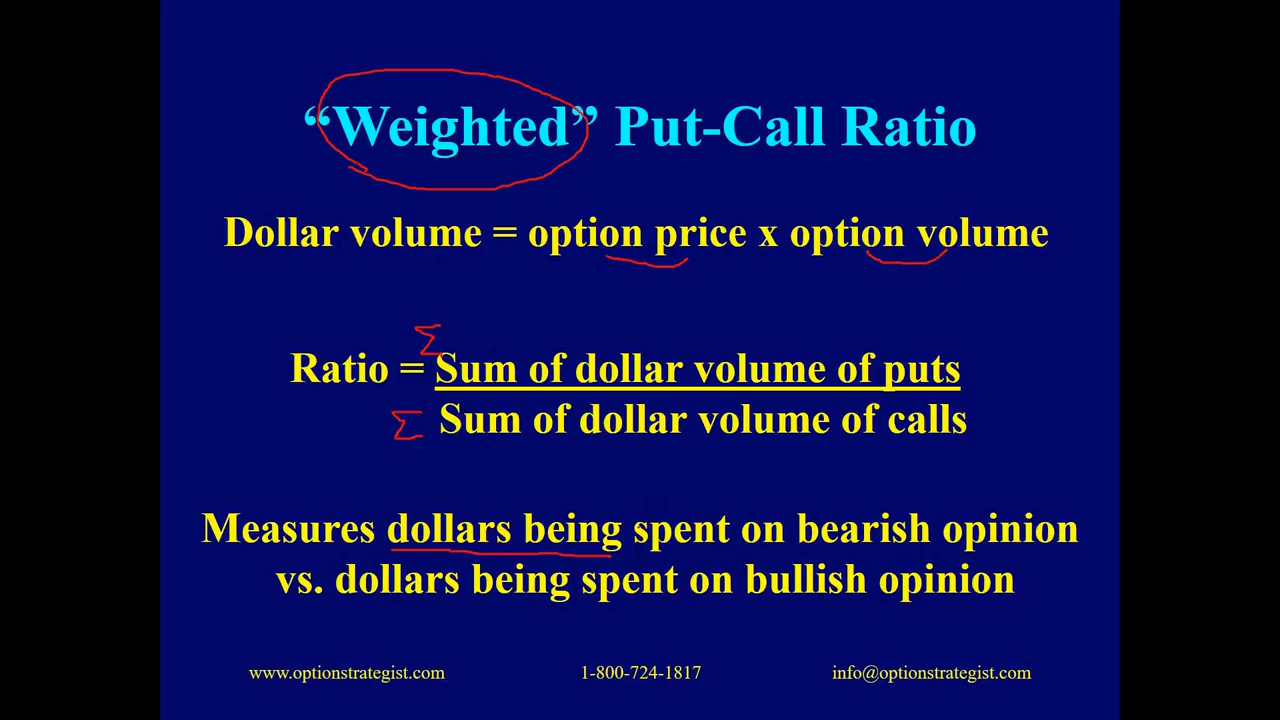 “Weighted” Put-Call Ratio
Dollar volume = option price x option volume
Σ
Ratio = Sum of dollar volume of puts
Σ Sum of dollar volume of calls
Measures dollars being spent on bearish opinion
vs. dollars being spent on bullish opinion
www.optionstrategist.com 1-800-724-1817 info@optionstrategist.com